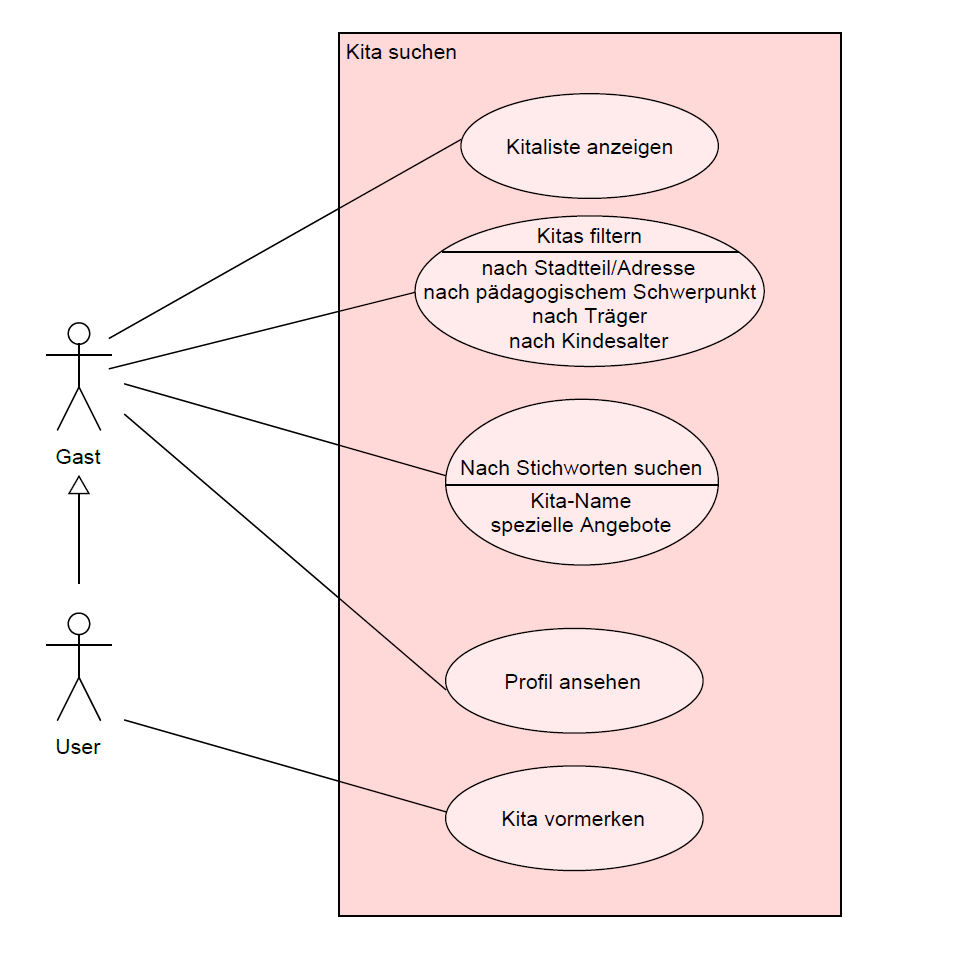 Kita suchen
Kitaliste anzeigen
Kitas filtern
nach Stadtteil/Adresse
nach pädagogischem Schwerpunkt
nach Träger
nach Kindesalter
Gast
Nach Stichworten suchen
Kita-Name
spezielle Angebote
Profil ansehen
User
Kita vormerken